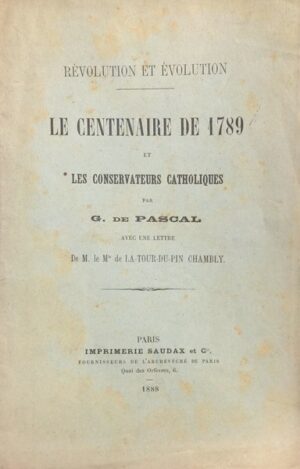 RÉVOLUTION ET ÉVOLUTION
LE CENTENAIRE DE 1789
ET
LES CONSERVATEURS CATHOLIQUES
PAR
G. DE PASCAL
AVEC UNE LETTRE
De M. le Mis de LA-TOUR-DU-PIN CHAMBLY.
PARIS
IMPRIMERIE SAUDAX et Cie,
FOURNISSEURS DE L'ARCHEVÊCHÉ DE PARIS
Quai des Orfèvres, 6.
1888